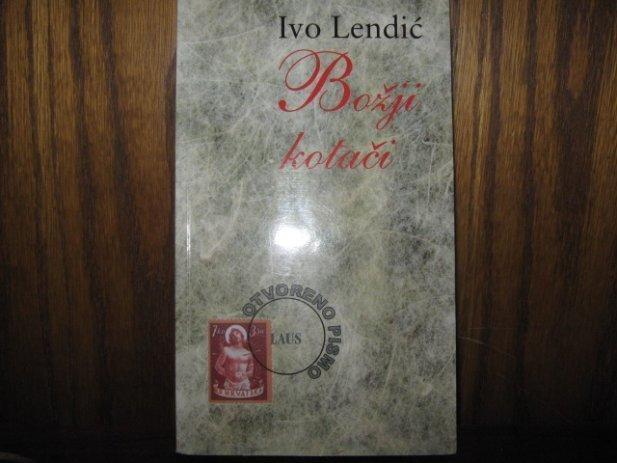 Ivo Lendić
Božji
kotači
OTVORENO PISMO
LAUS
HRVATSKA